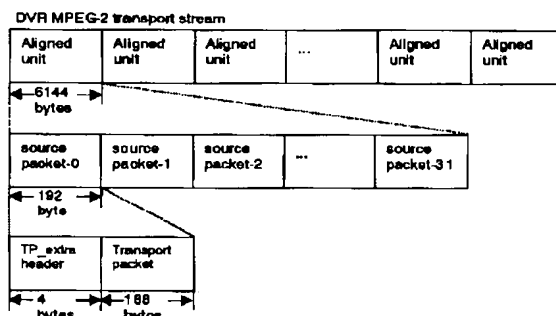 DVR MPEG-2 transport stream
Aligned unit Aligned unit Aligned unit ... Aligned unit Aligned unit
6144 bytes
source packet-0 source packet-1 source packet-2 ... source packet-31
192 byte
TP_extra header Transport packet
4 bytes 188 bytes